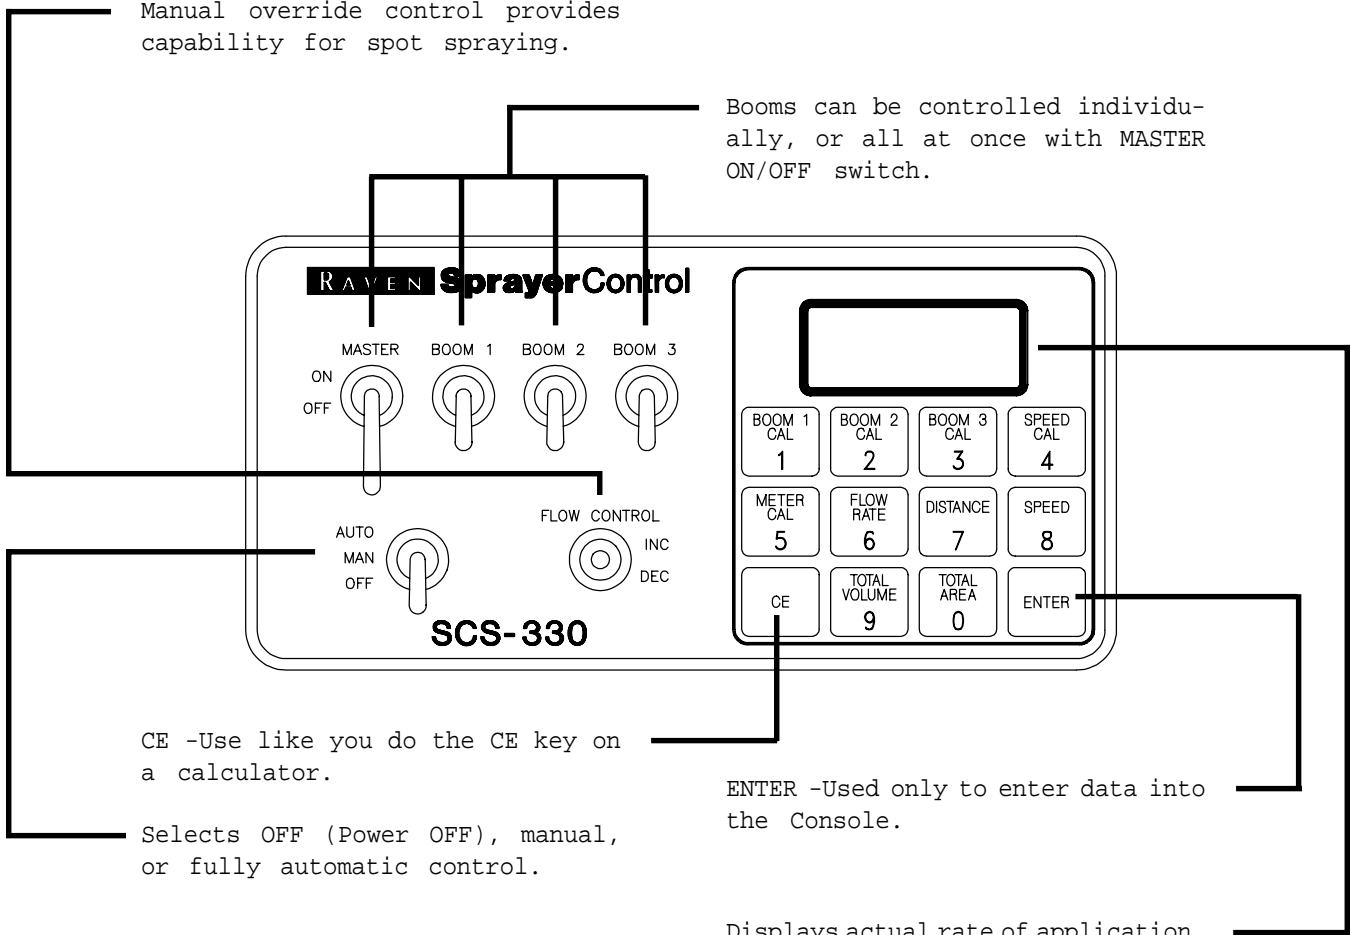 Manual override control provides
capability for spot spraying.
Booms can be controlled individu-
ally, or all at once with MASTER
ON/OFF switch.
RAVEN SprayerControl
MASTER BOOM 1 BOOM 2 BOOM 3
ON
OFF
BOOM 1 CAL 1
BOOM 2 CAL 2
BOOM 3 CAL 3
SPEED CAL 4
METER CAL 5
FLOW RATE 6
DISTANCE 7
SPEED 8
CE
TOTAL VOLUME 9
TOTAL AREA 0
ENTER
FLOW CONTROL
INC
DEC
AUTO
MAN
OFF
SCS-330
CE -Use like you do the CE key on
a calculator.
ENTER -Used only to enter data into
the Console.
Selects OFF (Power OFF), manual,
or fully automatic control.
Displays actual rate of application